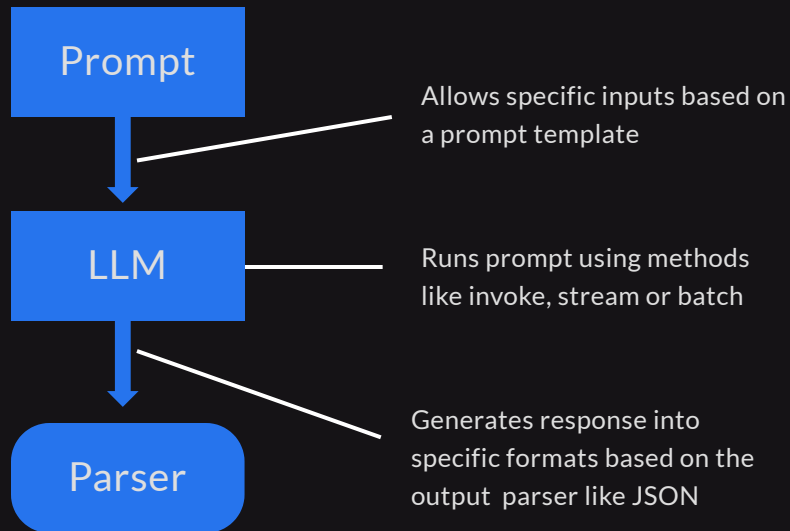 Prompt
Allows specific inputs based on
a prompt template
LLM
Runs prompt using methods
like invoke, stream or batch
Generates response into
specific formats based on the
output  parser like JSON
Parser